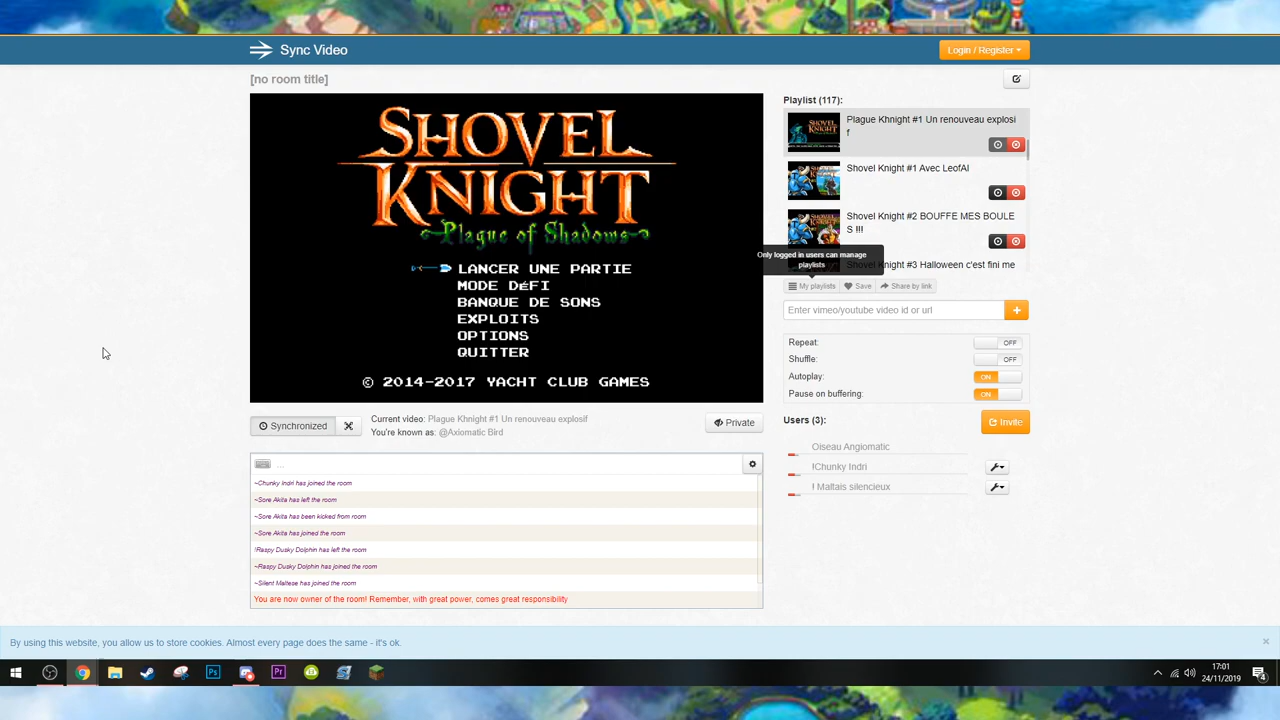 Sync Video
Login / Register
[no room title]
SHOVEL
KNIGHT
Plague of Shadows
LANCER UNE PARTIE
MODE DéFI
BANQUE DE SONS
EXPLOITS
OPTIONS
QUITTER
© 2014-2017 YACHT CLUB GAMES
Playlist (117):
Plague Khnight #1 Un renouveau explosi
f
Shovel Knight #1 Avec LeofAl
Shovel Knight #2 BOUFFE MES BOULE
S !!!
Shovel Knight #3 Halloween c'est fini me
Only logged in users can manage
playlists
My playlists
Save
Share by link
Enter vimeo/youtube video id or url
+
Repeat: OFF
Shuffle: OFF
Autoplay: ON
Pause on buffering: ON
Synchronized
Current video: Plague Khnight #1 Un renouveau explosif
You're known as: @Axiomatic Bird
Private
Users (3):
Invite
Oiseau Angiomatic
!Chunky Indri
! Maltais silencieux
...
~Chunky Indri has joined the room
~Sore Akita has left the room
~Sore Akita has been kicked from room
~Sore Akita has joined the room
!Raspy Dusky Dolphin has left the room
~Raspy Dusky Dolphin has joined the room
~Silent Maltese has joined the room
You are now owner of the room! Remember, with great power, comes great responsibility
By using this website, you allow us to store cookies. Almost every page does the same - it's ok.
×
Ps
Pr
17:01
24/11/2019
4